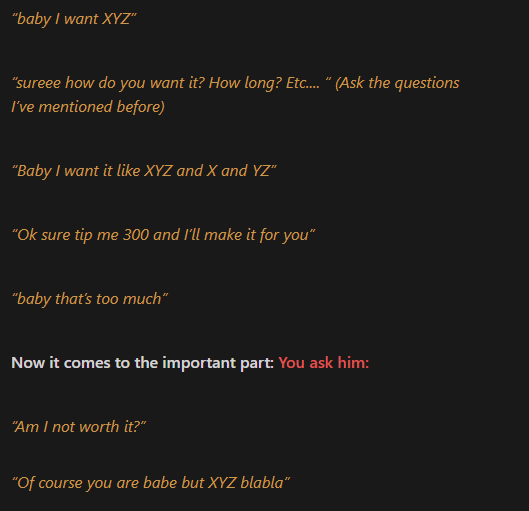 “baby I want XYZ”
“sureee how do you want it? How long? Etc.... “ (Ask the questions
I’ve mentioned before)
“Baby I want it like XYZ and X and YZ”
“Ok sure tip me 300 and I’ll make it for you”
“baby that’s too much”
Now it comes to the important part: You ask him:
“Am I not worth it?”
“Of course you are babe but XYZ blabla”